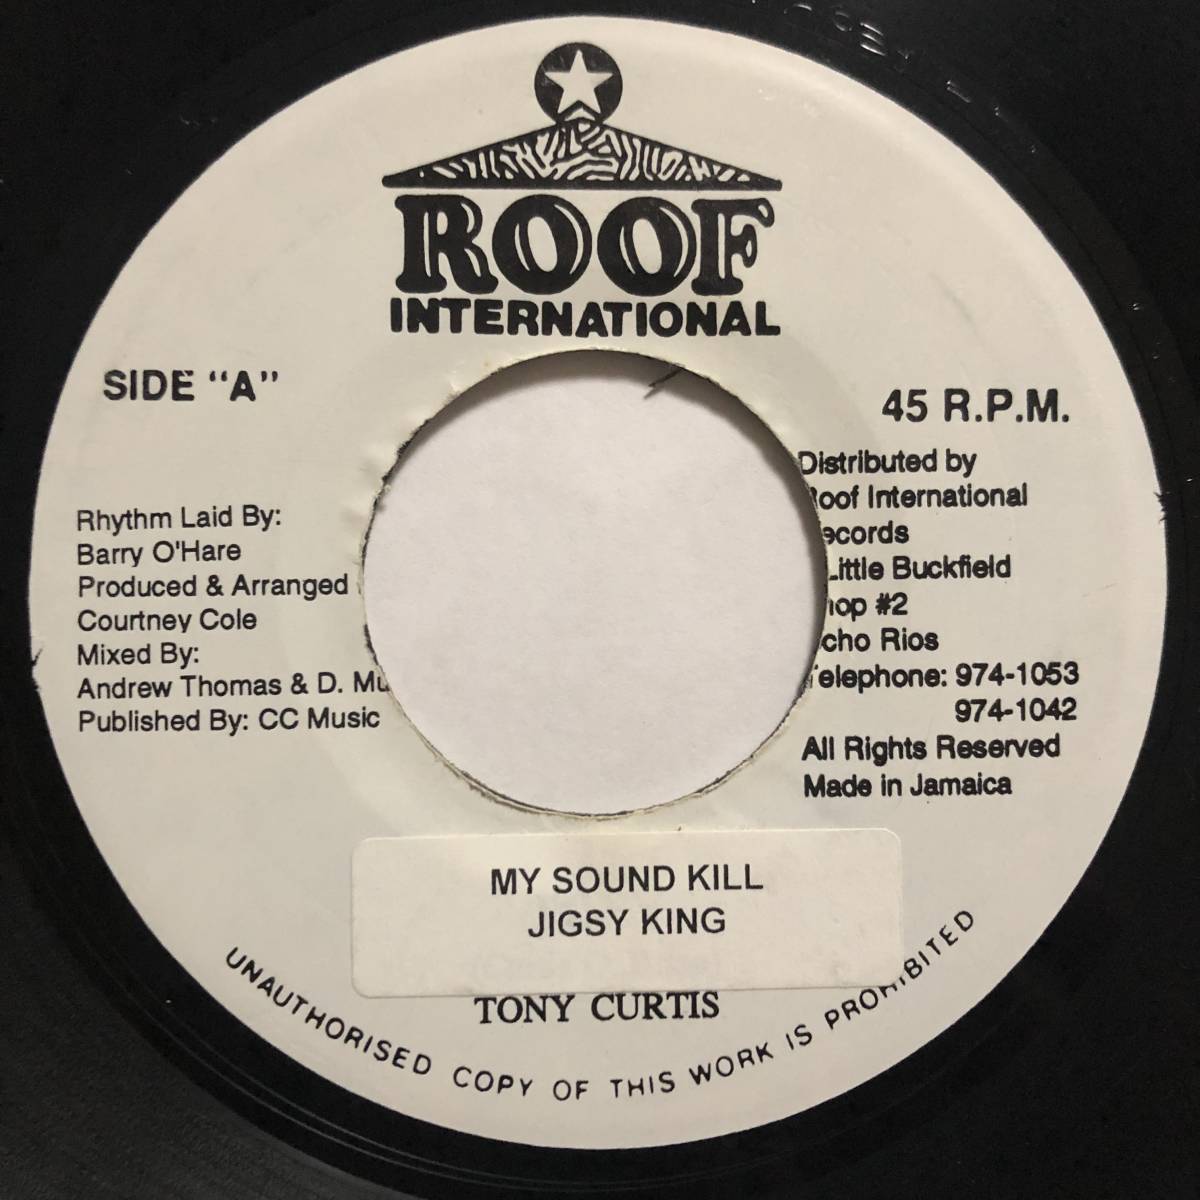 ROOF
INTERNATIONAL
SIDE "A"
45 R.P.M.
Rhythm Laid By:
Barry O'Hare
Produced & Arranged
Courtney Cole
Mixed By:
Andrew Thomas & D.
Published By: CC Music
Distributed by
oof International
ecords
Little Buckfield
hop #2
cho Rios
elephone: 974-1053
974-1042
All Rights Reserved
Made in Jamaica
MY SOUND KILL
JIGSY KING
TONY CURTIS
UNAUTHORISED COPY OF THIS WORK IS PROHIBITED